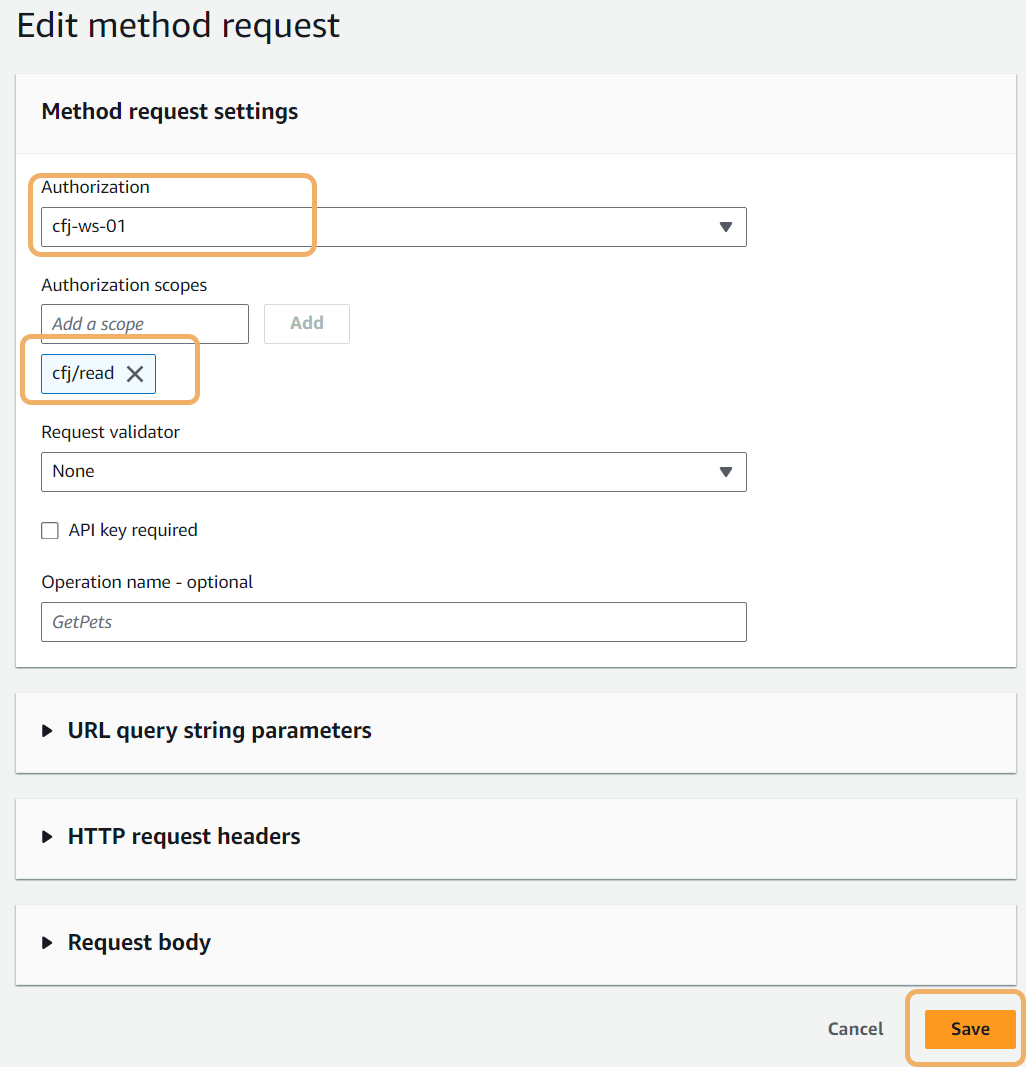 Edit method request
Method request settings
Authorization
cfj-ws-01
Authorization scopes
Add a scope
Add
cfj/read
Request validator
None
API key required
Operation name - optional
GetPets
URL query string parameters
HTTP request headers
Request body
Cancel
Save